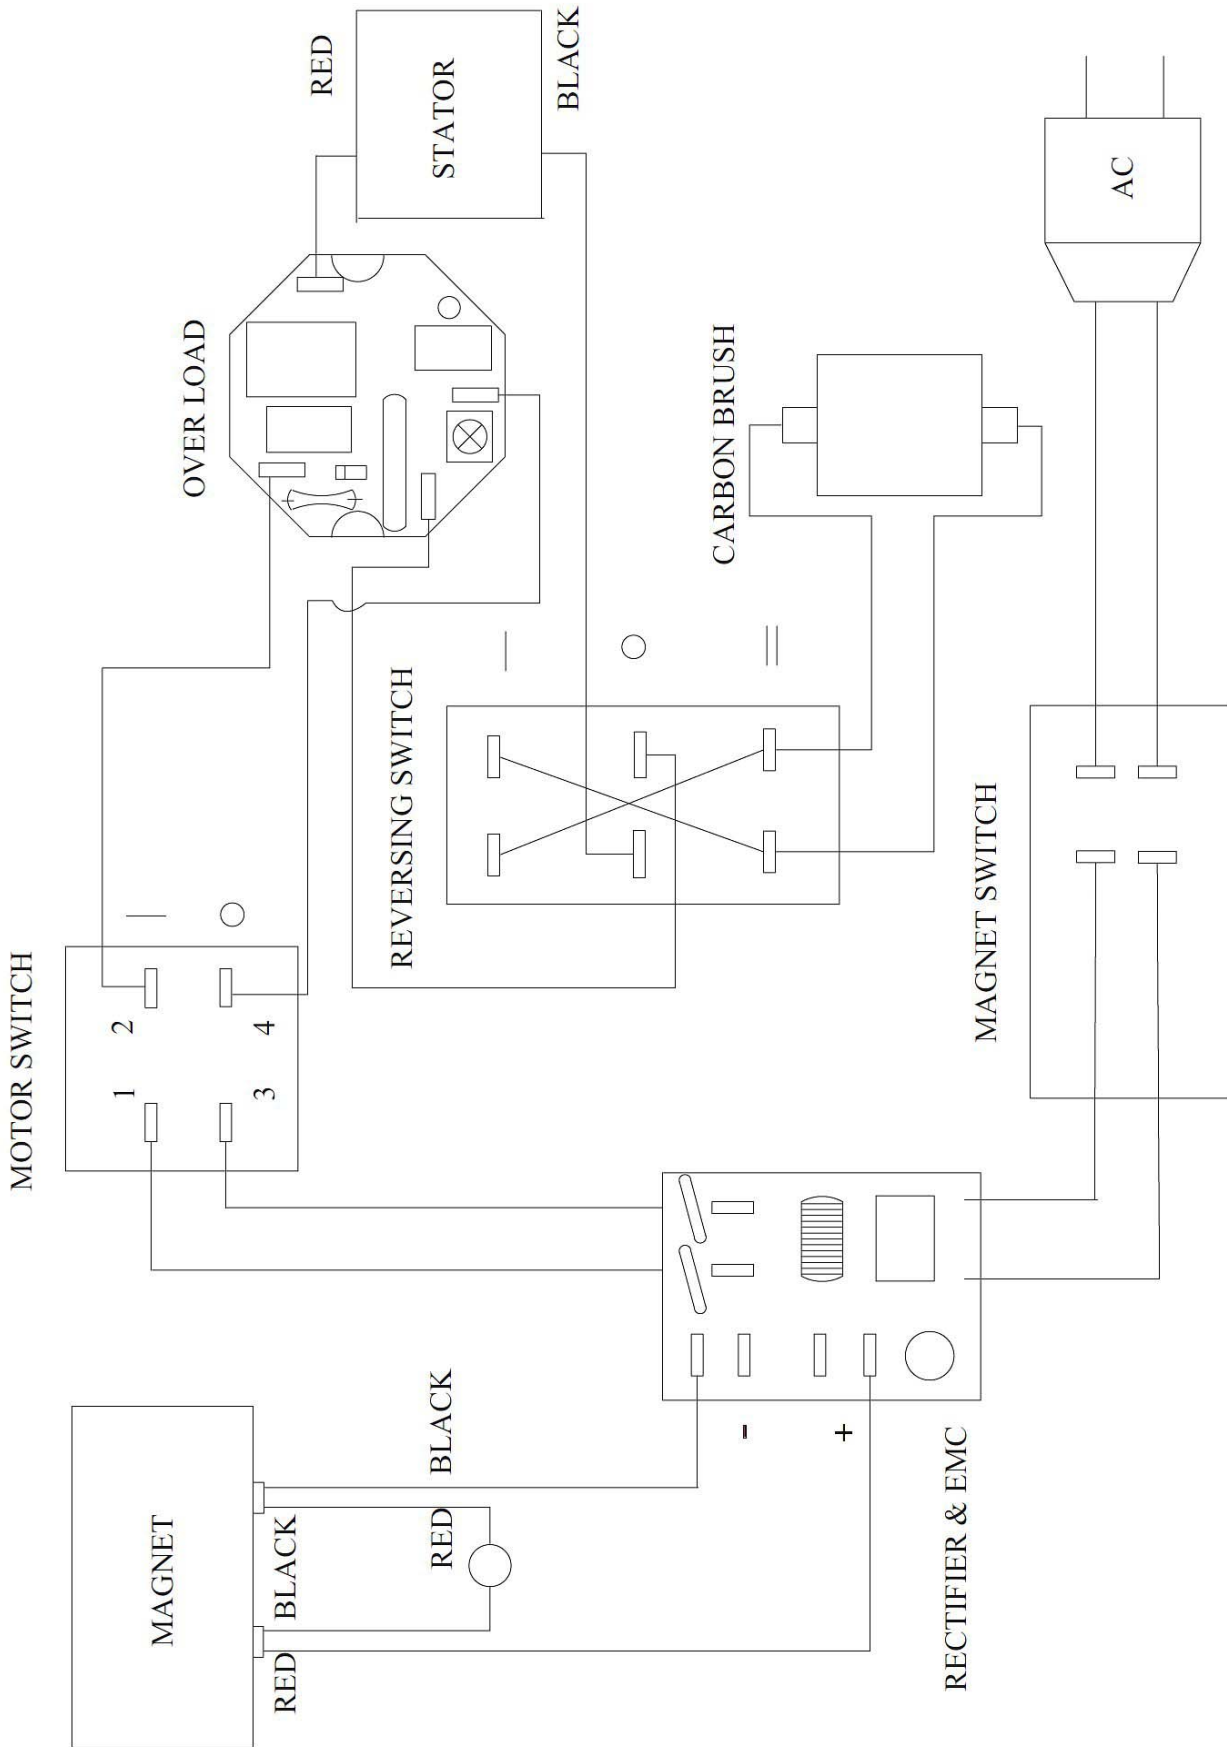 MOTOR SWITCH
1
2
3
4
OVER LOAD
RED
STATOR
BLACK
REVERSING SWITCH
CARBON BRUSH
AC
MAGNET SWITCH
MAGNET
RED
BLACK
RED
BLACK
-
+
RECTIFIER & EMC